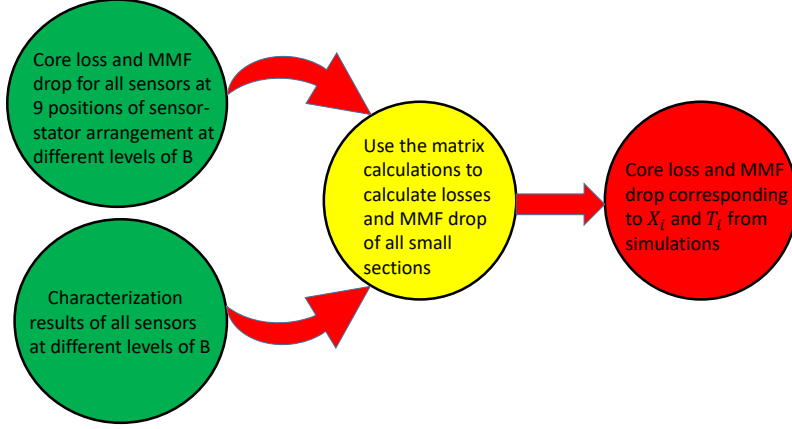 Core loss and MMF
drop for all sensors at
9 positions of sensor-
stator arrangement at
different levels of B
Characterization
results of all sensors
at different levels of B
Use the matrix
calculations to
calculate losses
and MMF drop
of all small
sections
Core loss and MMF
drop corresponding
to 𝑋𝑖 and 𝑇𝑖 from
simulations